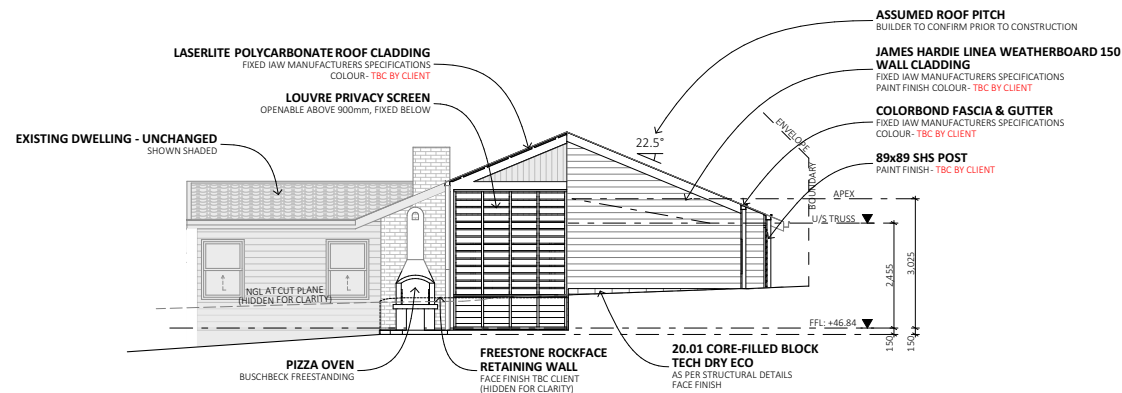 ASSUMED ROOF PITCH
BUILDER TO CONFIRM PRIOR TO CONSTRUCTION
LASERLITE POLYCARBONATE ROOF CLADDING
FIXED IAW MANUFACTURERS SPECIFICATIONS
COLOUR- TBC BY CLIENT
JAMES HARDIE LINEA WEATHERBOARD 150
WALL CLADDING
FIXED IAW MANUFACTURERS SPECIFICATIONS
PAINT FINISH COLOUR- TBC BY CLIENT
LOUVRE PRIVACY SCREEN
OPENABLE ABOVE 900mm, FIXED BELOW
COLORBOND FASCIA & GUTTER
FIXED IAW MANUFACTURERS SPECIFICATIONS
COLOUR- TBC BY CLIENT
EXISTING DWELLING - UNCHANGED
SHOWN SHADED
22.5°
ENVELOPE
BOUNDARY
89x89 SHS POST
PAINT FINISH- TBC BY CLIENT
APEX
U/S TRUSS
2,455
3,025
NGL AT CUT PLANE
(HIDDEN FOR CLARITY)
FFL: +46.84
150
150
PIZZA OVEN
BUSCHBECK FREESTANDING
FREESTONE ROCKFACE
RETAINING WALL
FACE FINISH TBC CLIENT
(HIDDEN FOR CLARITY)
20.01 CORE-FILLED BLOCK
TECH DRY ECO
AS PER STRUCTURAL DETAILS
FACE FINISH